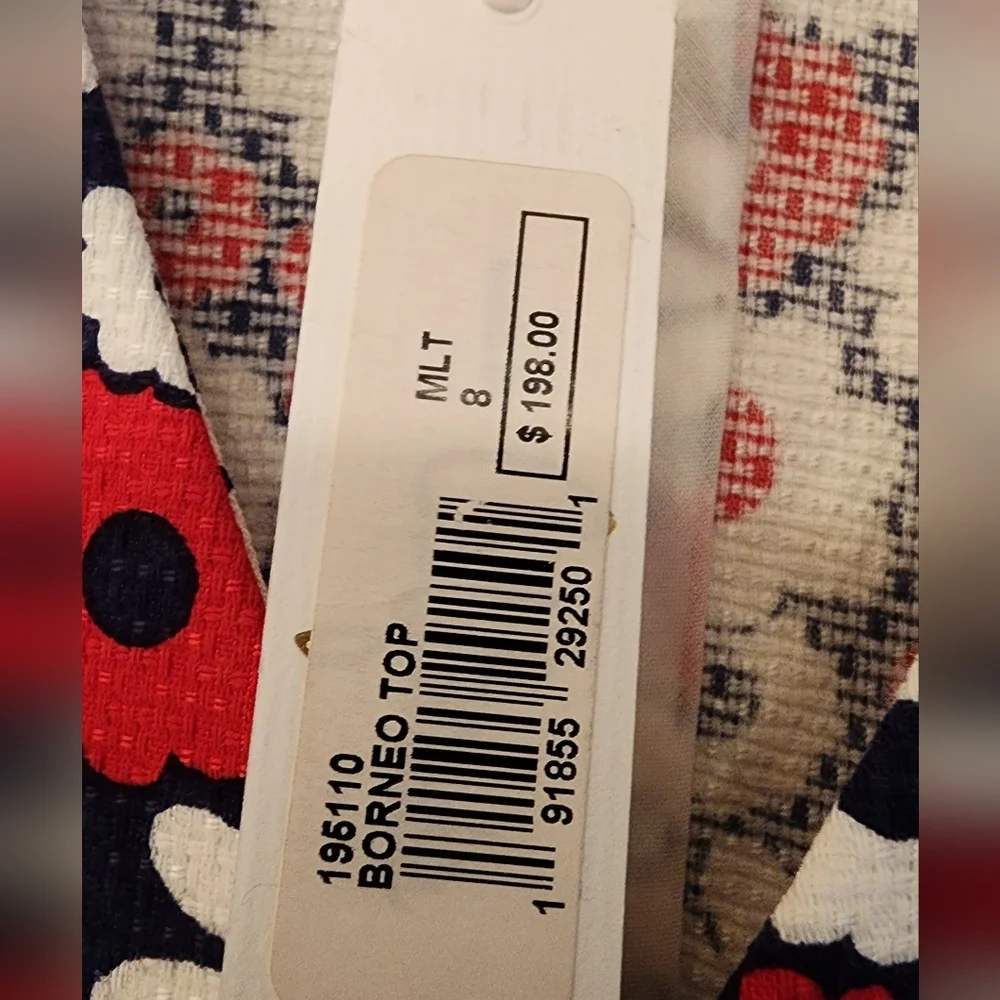 195110
BORNEO TOP
MLT
8
$ 198.00
1 91855 29250 1